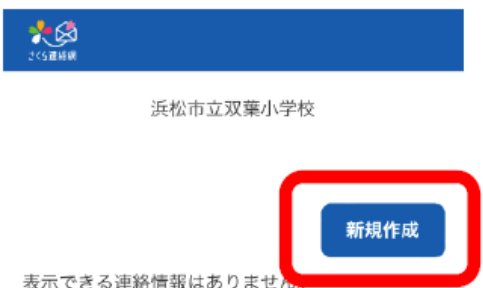 さくら連絡網
浜松市立双葉小学校
新規作成
表示できる連絡情報はありません